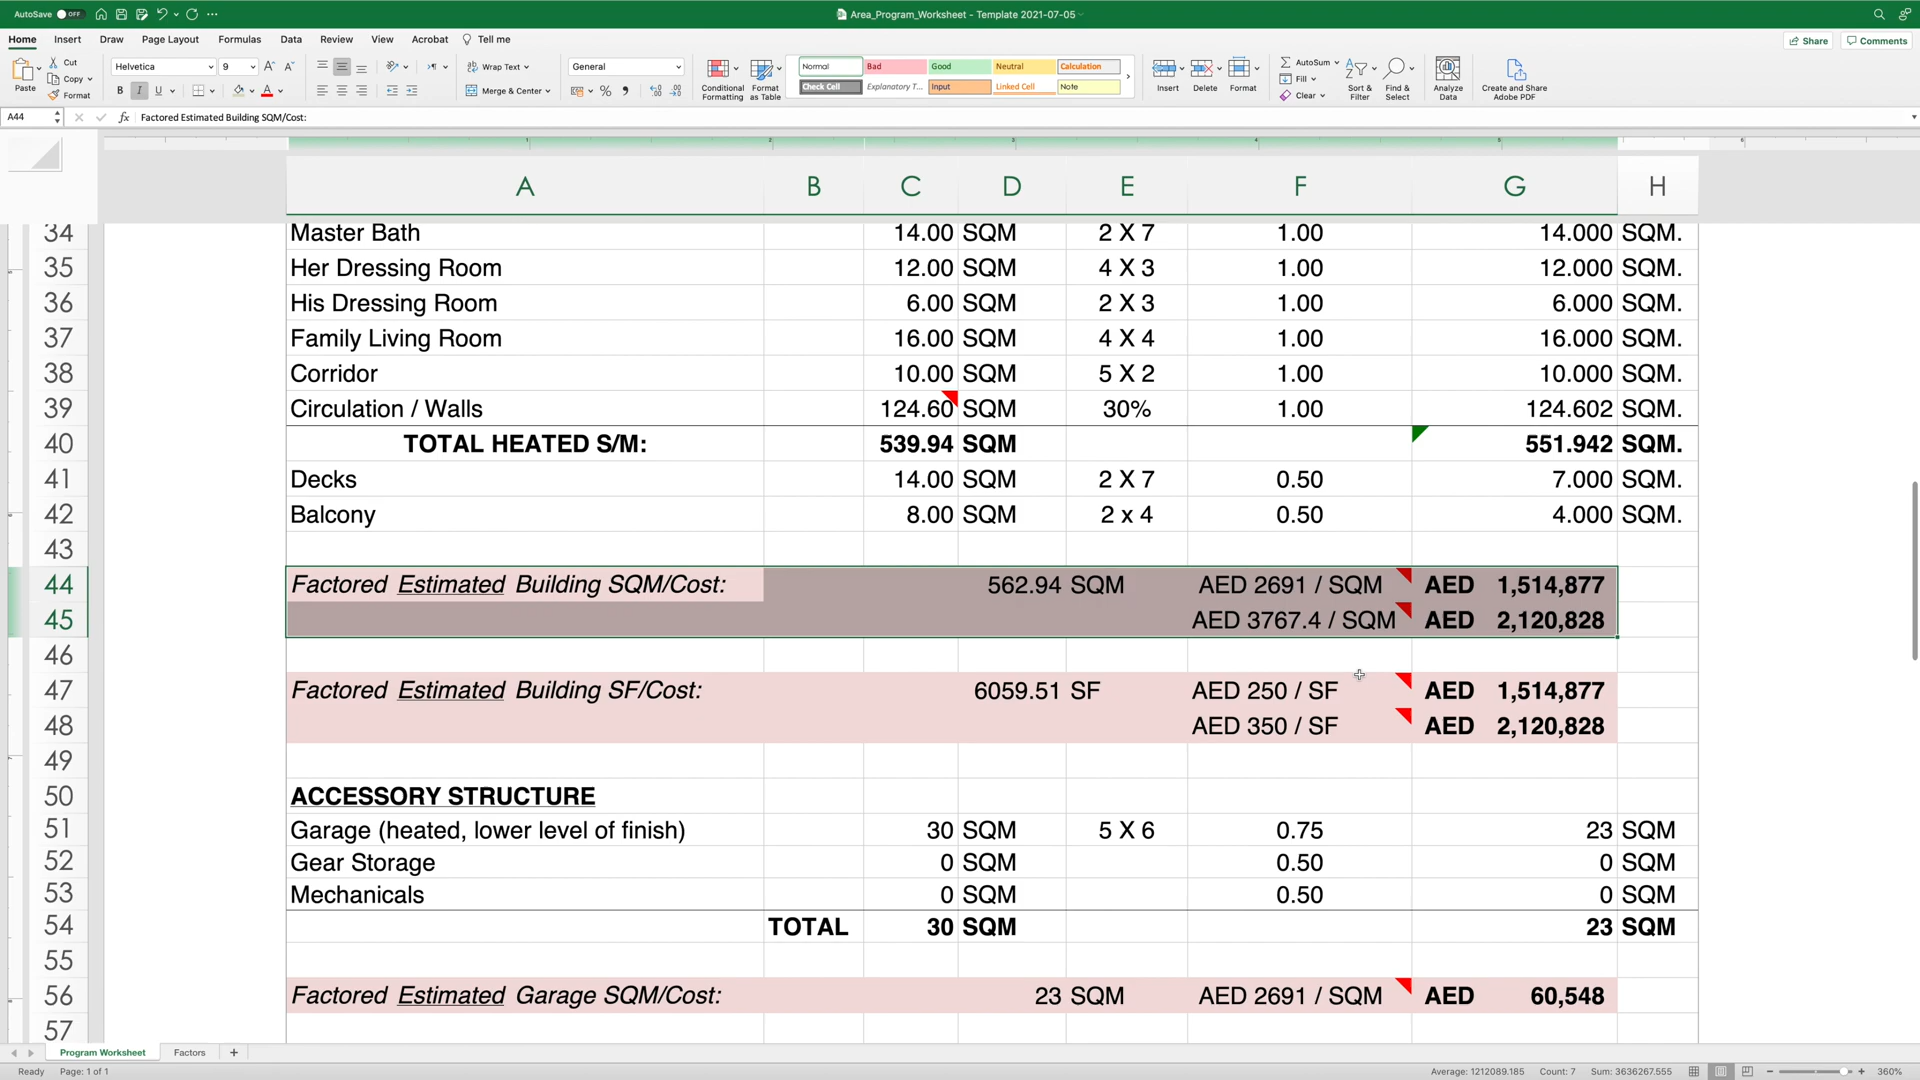 AutoSave OFF
Area_Program_Worksheet - Template 2021-07-05
Home Insert Draw Page Layout Formulas Data Review View Acrobat Tell me
Share Comments
Paste Cut Copy Format
Helvetica 9
Wrap Text
Merge & Center
General
Conditional Formatting
Format as Table
Normal Bad Good Neutral Calculation
Check Cell Explanatory T... Input Linked Cell Note
Insert Delete Format
AutoSum
Fill
Clear
Sort & Filter
Find & Select
Analyze Data
Create and Share Adobe PDF
A44 fx Factored Estimated Building SQM/Cost:
A B C D E F G H
34 Master Bath 14.00 SQM 2 X 7 1.00 14.000 SQM.
35 Her Dressing Room 12.00 SQM 4 X 3 1.00 12.000 SQM.
36 His Dressing Room 6.00 SQM 2 X 3 1.00 6.000 SQM.
37 Family Living Room 16.00 SQM 4 X 4 1.00 16.000 SQM.
38 Corridor 10.00 SQM 5 X 2 1.00 10.000 SQM.
39 Circulation / Walls 124.60 SQM 30% 1.00 124.602 SQM.
40 TOTAL HEATED S/M: 539.94 SQM 551.942 SQM.
41 Decks 14.00 SQM 2 X 7 0.50 7.000 SQM.
42 Balcony 8.00 SQM 2 x 4 0.50 4.000 SQM.
43
44 Factored Estimated Building SQM/Cost: 562.94 SQM AED 2691 / SQM AED 1,514,877
45 AED 3767.4 / SQM AED 2,120,828
46
47 Factored Estimated Building SF/Cost: 6059.51 SF AED 250 / SF AED 1,514,877
48 AED 350 / SF AED 2,120,828
49
50 ACCESSORY STRUCTURE
51 Garage (heated, lower level of finish) 30 SQM 5 X 6 0.75 23 SQM
52 Gear Storage 0 SQM 0.50 0 SQM
53 Mechanicals 0 SQM 0.50 0 SQM
54 TOTAL 30 SQM 23 SQM
55
56 Factored Estimated Garage SQM/Cost: 23 SQM AED 2691 / SQM AED 60,548
57
Program Worksheet Factors +
Ready Page: 1 of 1 Average: 1212089.185 Count: 7 Sum: 3636267.555 360%